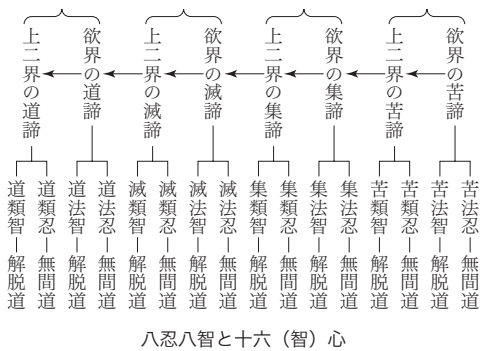 欲界の苦諦
上二界の苦諦
欲界の集諦
上二界の集諦
欲界の滅諦
上二界の滅諦
欲界の道諦
上二界の道諦
苦法忍―無間道
苦法智―解脱道
苦類忍―無間道
苦類智―解脱道
集法忍―無間道
集法智―解脱道
集類忍―無間道
集類智―解脱道
滅法忍―無間道
滅法智―解脱道
滅類忍―無間道
滅類智―解脱道
道法忍―無間道
道法智―解脱道
道類忍―無間道
道類智―解脱道
八忍八智と十六（智）心